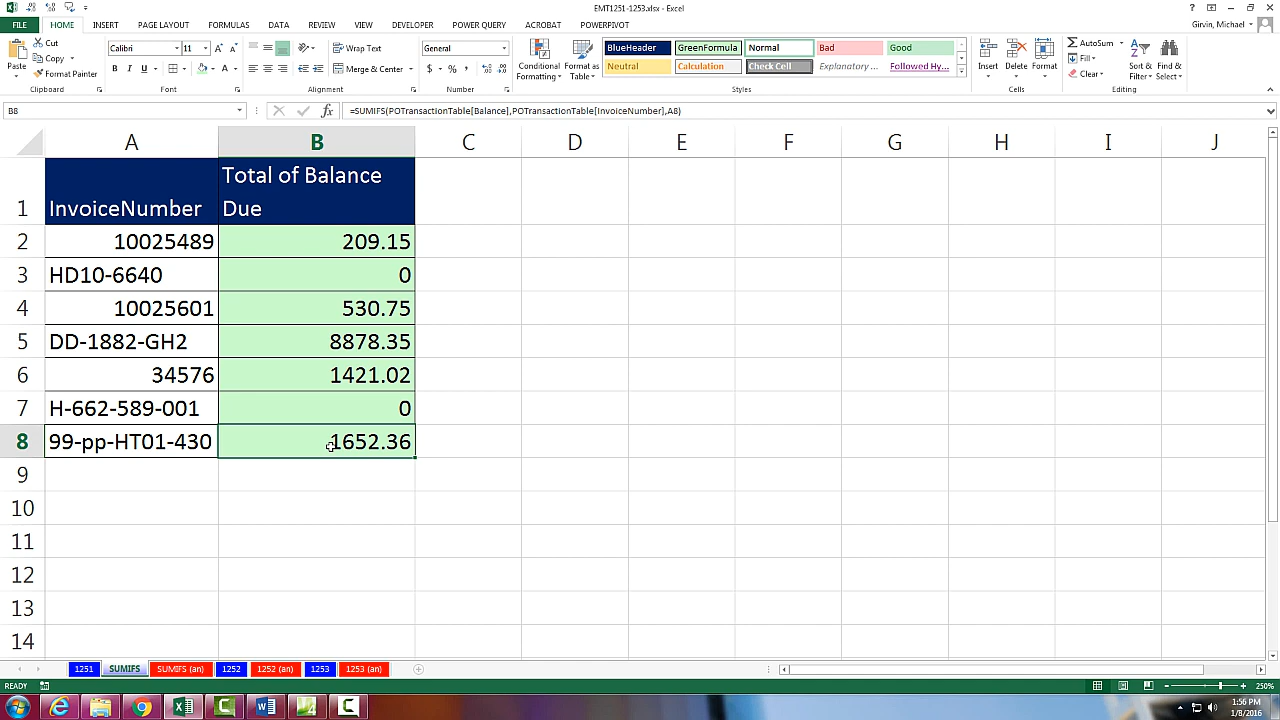 EMT1251-1253.xlsx - Excel
FILE HOME INSERT PAGE LAYOUT FORMULAS DATA REVIEW VIEW DEVELOPER POWER QUERY ACROBAT POWERPIVOT Girvin, Michael
Cut Calibri 11 Wrap Text General BlueHeader GreenFormula Normal Bad Good AutoSum
Copy Fill
Paste Format Painter B I U Merge & Center $ % Conditional Formatting Format as Table Neutral Calculation Check Cell Explanatory ... Followed Hy... Insert Delete Format Clear Sort & Filter Find & Select
Clipboard Font Alignment Number Styles Cells Editing
B8 fx =SUMIFS(POTransactionTable[Balance],POTransactionTable[InvoiceNumber],A8)
A B C D E F G H I J
1 InvoiceNumber Total of Balance Due
2 10025489 209.15
3 HD10-6640 0
4 10025601 530.75
5 DD-1882-GH2 8878.35
6 34576 1421.02
7 H-662-589-001 0
8 99-pp-HT01-430 1652.36
9
10
11
12
13
14
1251 SUMIFS SUMIFS (an) 1252 1252 (an) 1253 1253 (an)
READY 250%
1:56 PM
1/8/2016